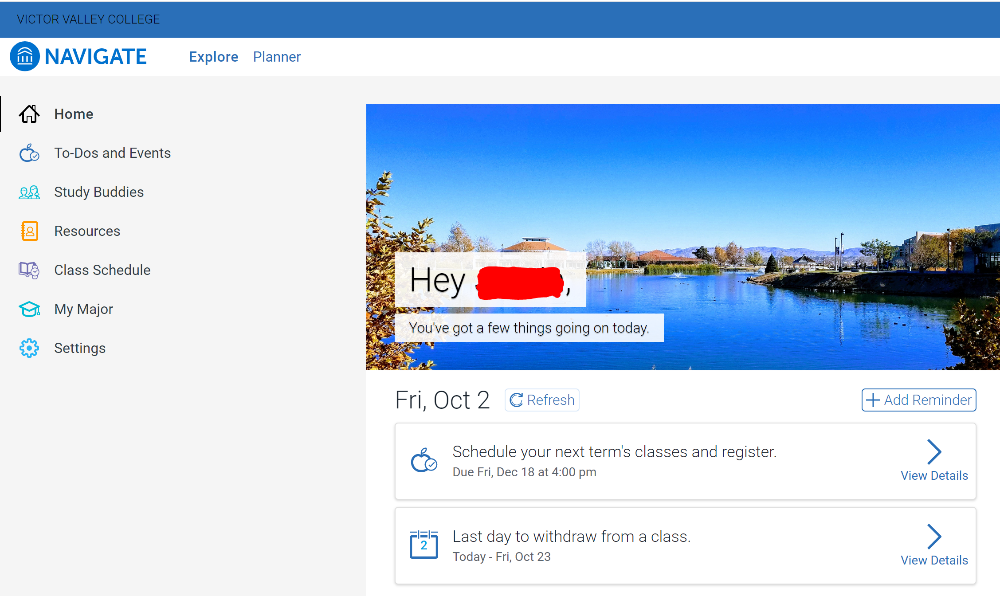 VICTOR VALLEY COLLEGE
NAVIGATE
Explore
Planner
Home
To-Dos and Events
Study Buddies
Resources
Class Schedule
My Major
Settings
Hey ,
You've got a few things going on today.
Fri, Oct 2
Refresh
Add Reminder
Schedule your next term's classes and register.
Due Fri, Dec 18 at 4:00 pm
View Details
2
Last day to withdraw from a class.
Today - Fri, Oct 23
View Details